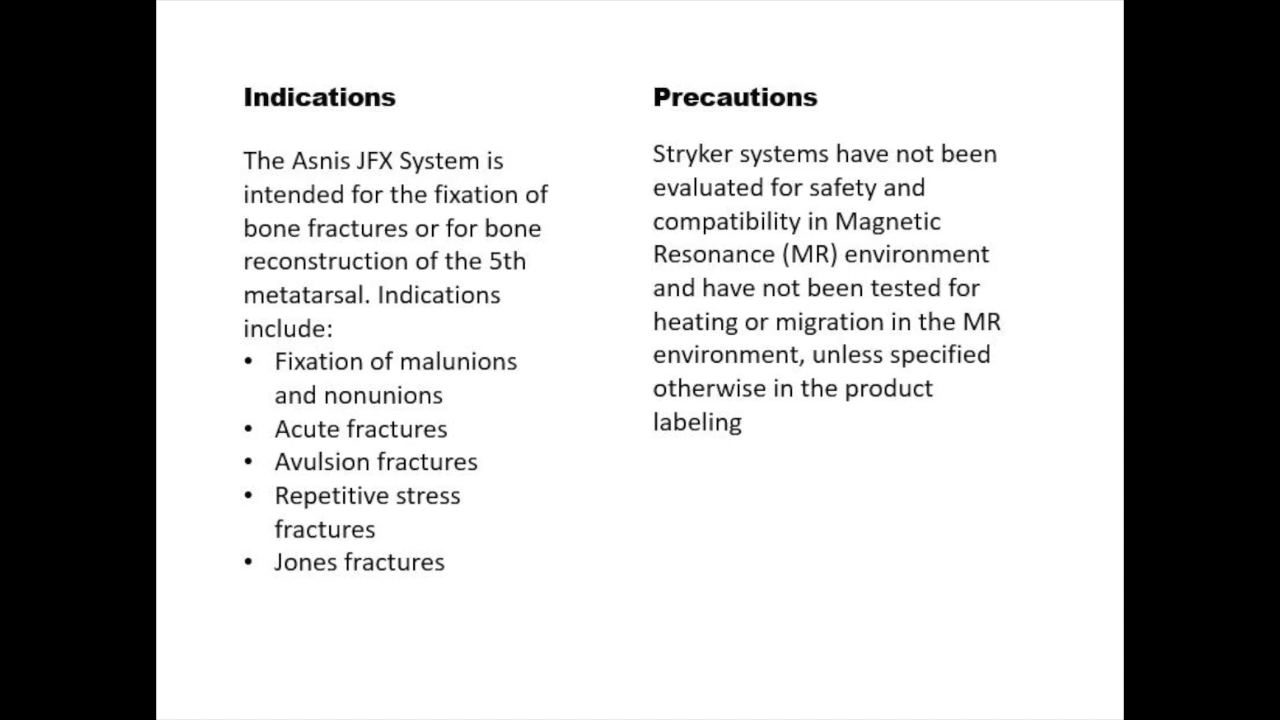 Indications
The Asnis JFX System is
intended for the fixation of
bone fractures or for bone
reconstruction of the 5th
metatarsal. Indications
include:
• Fixation of malunions
and nonunions
• Acute fractures
• Avulsion fractures
• Repetitive stress
fractures
• Jones fractures
Precautions
Stryker systems have not been
evaluated for safety and
compatibility in Magnetic
Resonance (MR) environment
and have not been tested for
heating or migration in the MR
environment, unless specified
otherwise in the product
labeling